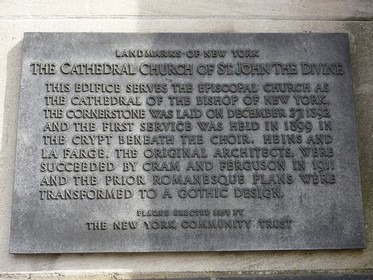 LANDMARKS OF NEW YORK
THE CATHEDRAL CHURCH OF ST. JOHN THE DIVINE
THIS EDIFICE SERVES THE EPISCOPAL CHURCH AS
THE CATHEDRAL OF THE BISHOP OF NEW YORK.
THE CORNERSTONE WAS LAID ON DECEMBER 27 1892
AND THE FIRST SERVICE WAS HELD IN 1899 IN
THE CRYPT BENEATH THE CHOIR. HEINS AND
LA FARGE, THE ORIGINAL ARCHITECTS, WERE
SUCCEEDED BY CRAM AND FERGUSON IN 1911
AND THE PRIOR ROMANESQUE PLANS WERE
TRANSFORMED TO A GOTHIC DESIGN.
PLAQUE ERECTED BY
THE NEW YORK COMMUNITY TRUST